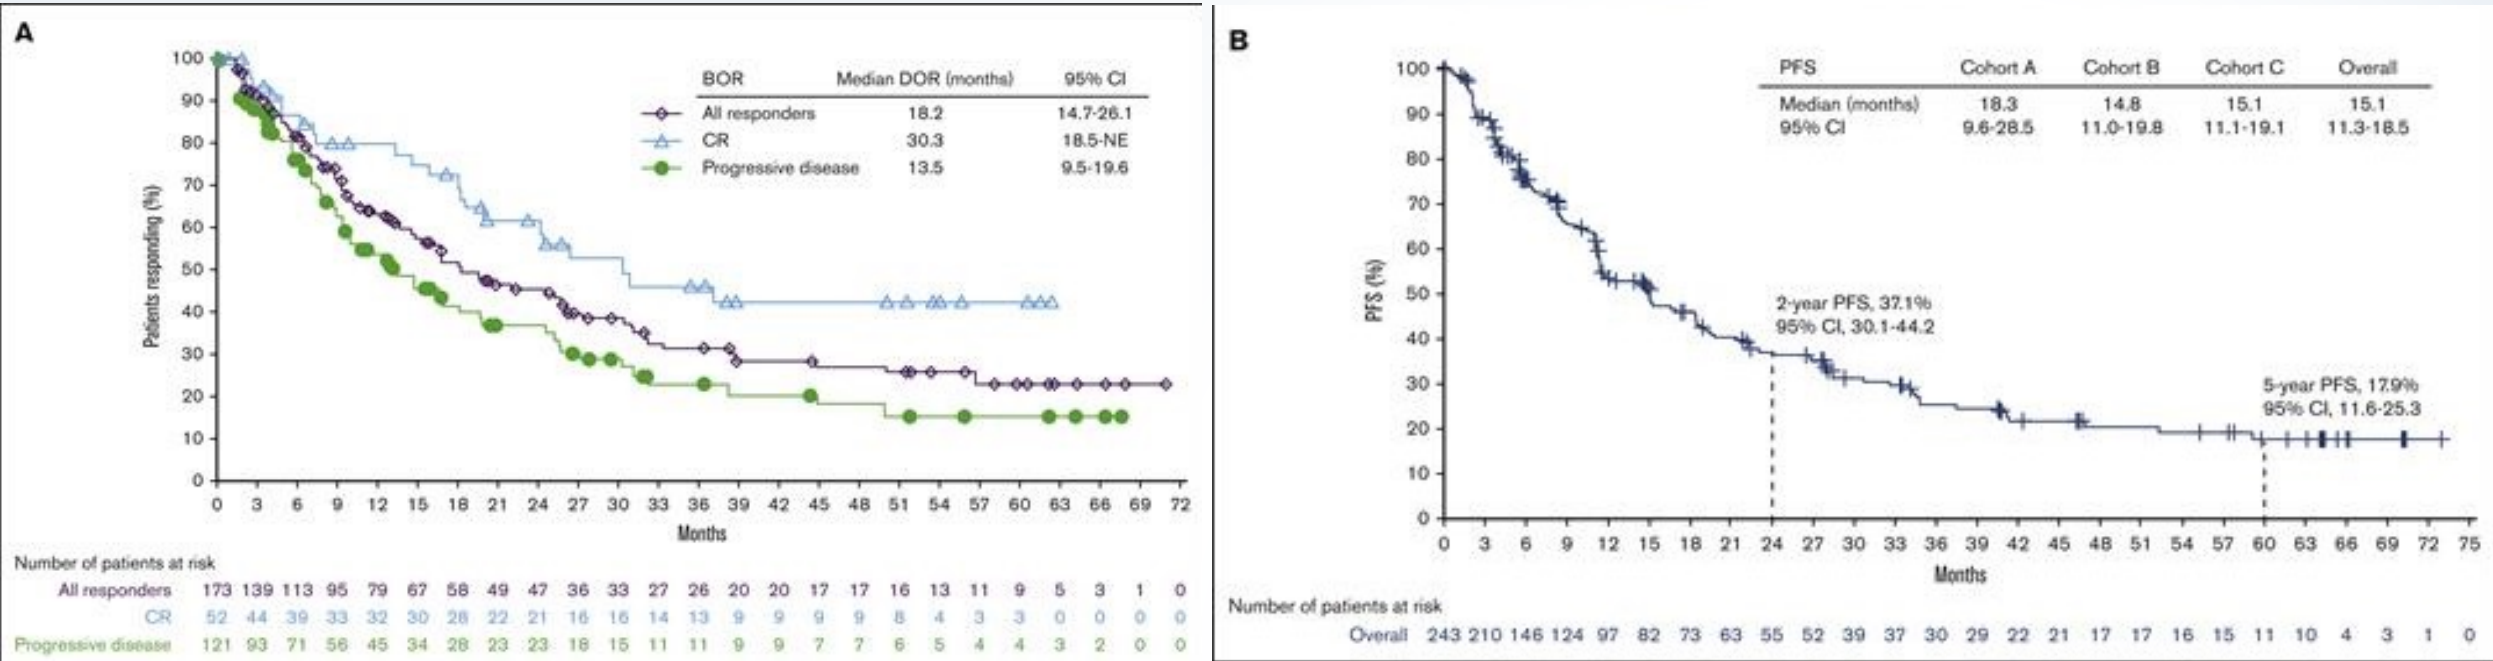 A
100
90
80
70
60
50
40
30
20
10
0
Patients responding (%)
BOR Median DOR (months) 95% CI
All responders 18.2 14.7-26.1
CR 30.3 18.5-NE
Progressive disease 13.5 9.5-19.6
0 3 6 9 12 15 18 21 24 27 30 33 36 39 42 45 48 51 54 57 60 63 66 69 72
Months
Number of patients at risk
All responders 173 139 113 95 79 67 58 49 47 36 33 27 26 20 20 17 17 16 13 11 9 5 3 1 0
CR 52 44 39 33 32 30 28 22 21 16 16 14 13 9 9 9 9 8 4 3 3 0 0 0 0
Progressive disease 121 93 71 56 45 34 28 23 23 18 15 11 11 9 9 7 7 6 5 4 4 3 2 0 0
B
100
90
80
70
60
50
40
30
20
10
0
PFS (%)
PFS Cohort A Cohort B Cohort C Overall
Median (months) 18.3 14.8 15.1 15.1
95% CI 9.6-28.5 11.0-19.8 11.1-19.1 11.3-18.5
2-year PFS, 37.1%
95% CI, 30.1-44.2
5-year PFS, 17.9%
95% CI, 11.6-25.3
0 3 6 9 12 15 18 21 24 27 30 33 36 39 42 45 48 51 54 57 60 63 66 69 72 75
Months
Number of patients at risk
Overall 243 210 146 124 97 82 73 63 55 52 39 37 30 29 22 21 17 17 16 15 11 10 4 3 1 0